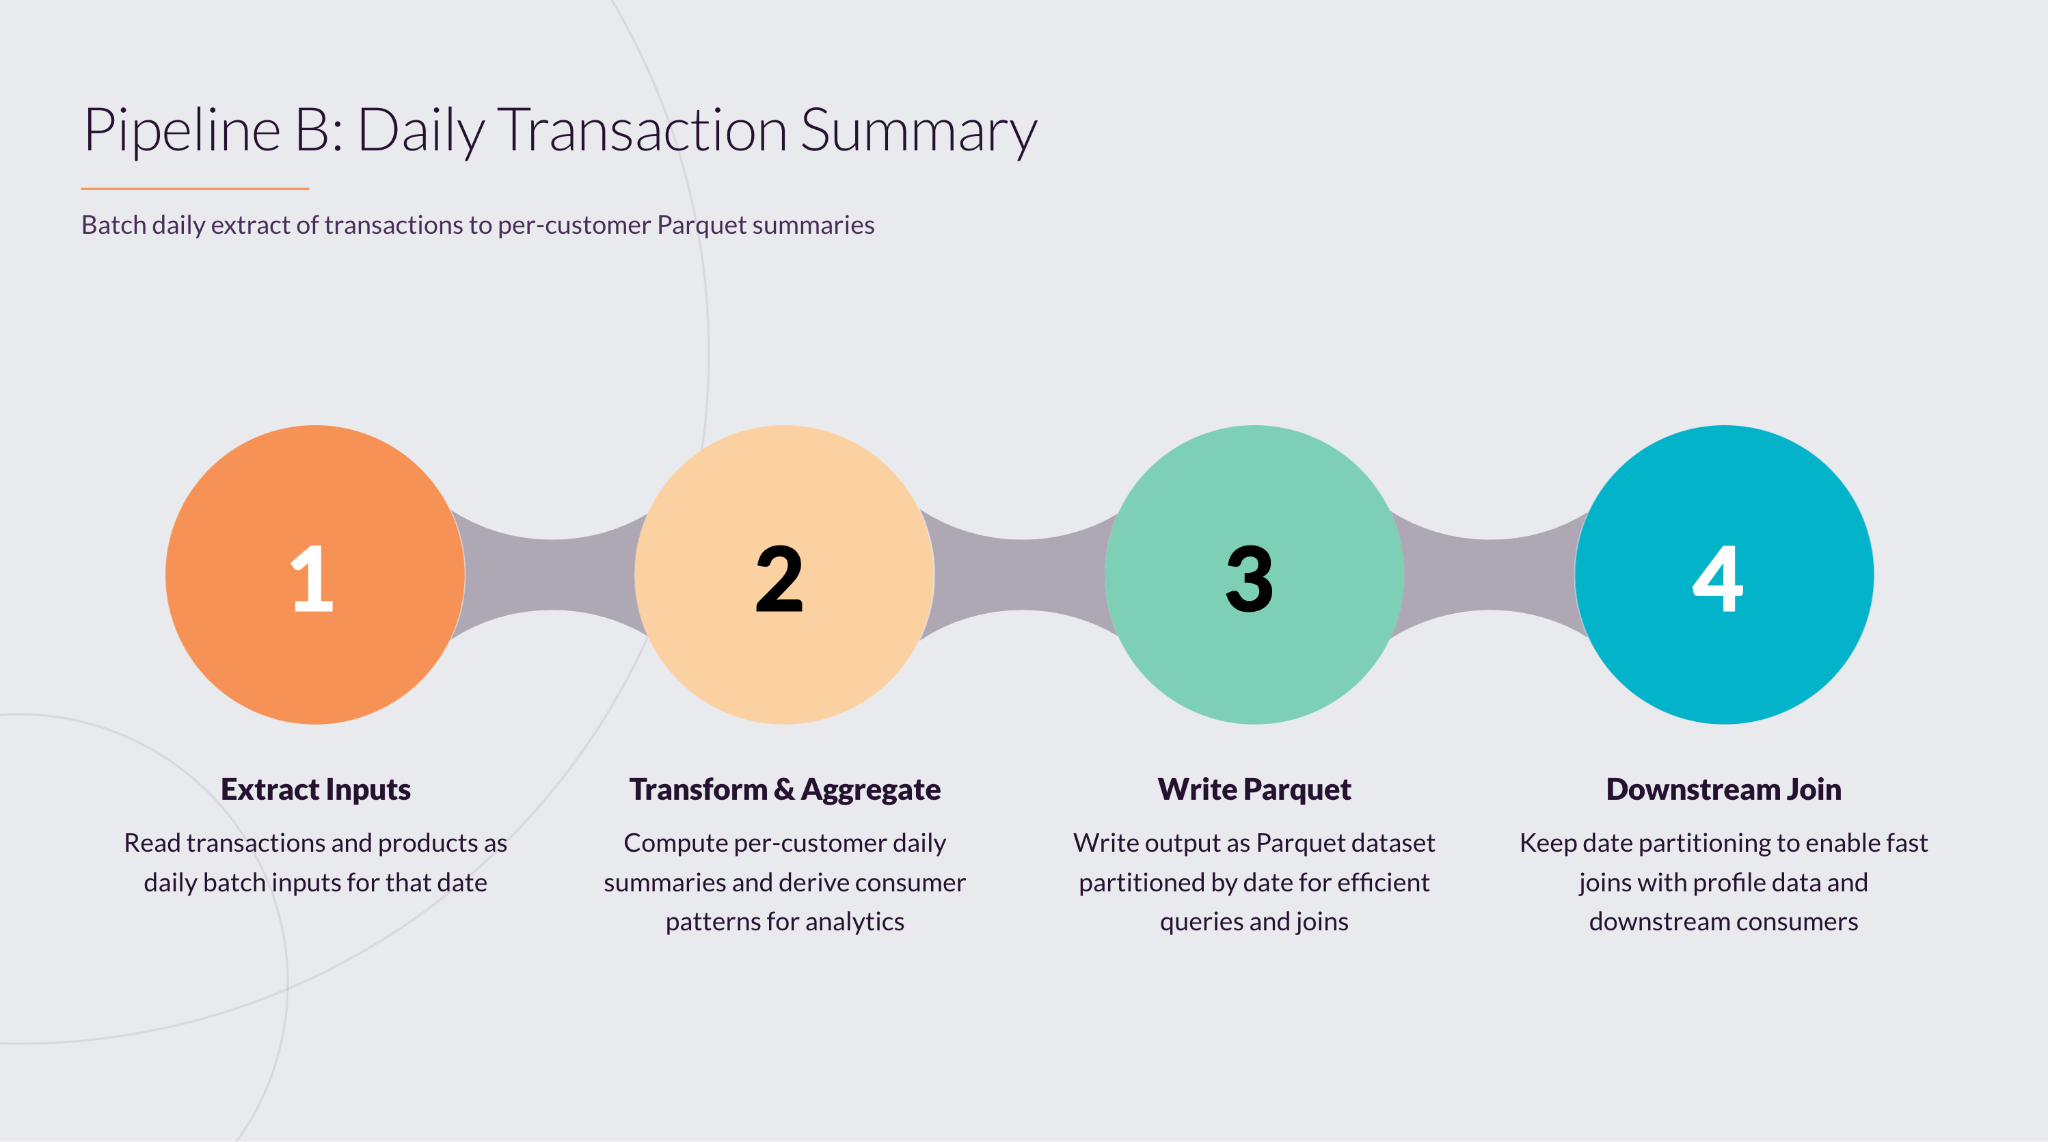 Pipeline B: Daily Transaction Summary
Batch daily extract of transactions to per-customer Parquet summaries
1
2
3
4
Extract Inputs
Read transactions and products as
daily batch inputs for that date
Transform & Aggregate
Compute per-customer daily
summaries and derive consumer
patterns for analytics
Write Parquet
Write output as Parquet dataset
partitioned by date for efficient
queries and joins
Downstream Join
Keep date partitioning to enable fast
joins with profile data and
downstream consumers